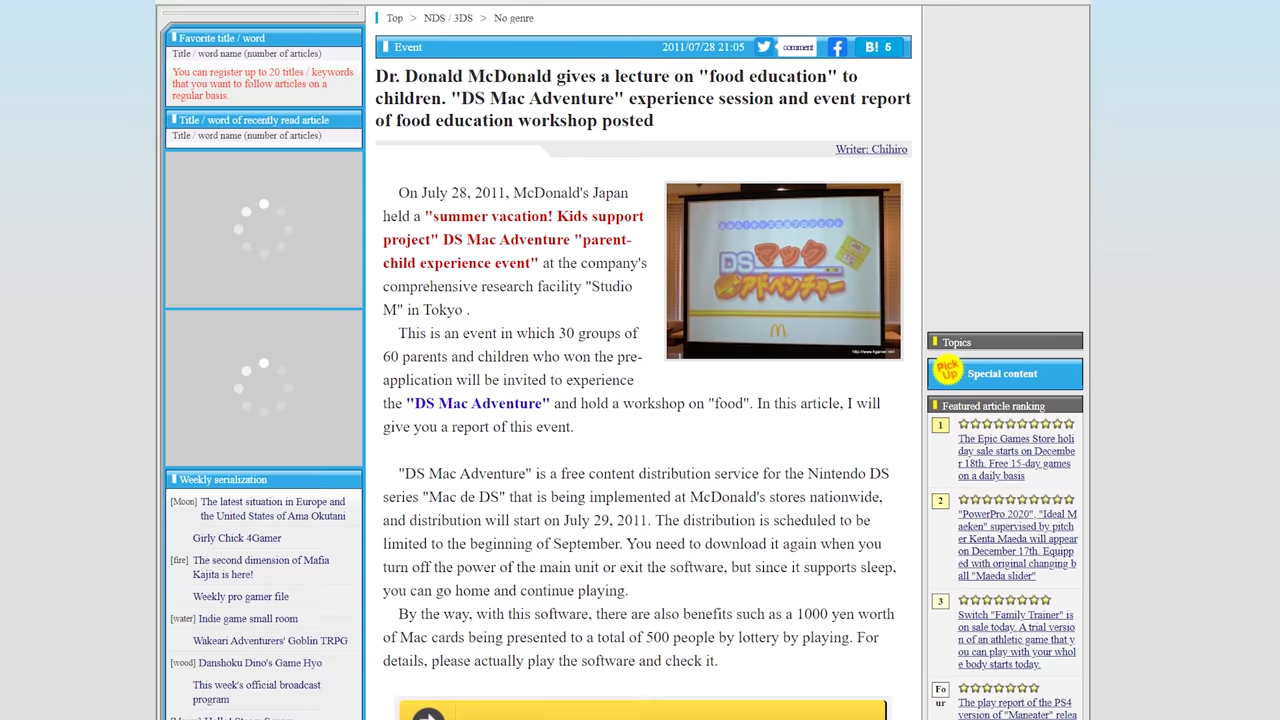 Top > NDS / 3DS > No genre
Favorite title / word
Title / word name (number of articles)
You can register up to 20 titles / keywords
that you want to follow articles on a
regular basis.
Title / word of recently read article
Title / word name (number of articles)
Weekly serialization
[Moon] The latest situation in Europe and
the United States of Ama Okutani
Girly Chick 4Gamer
[fire] The second dimension of Mafia
Kajita is here!
Weekly pro gamer file
[water] Indie game small room
Wakeari Adventurers' Goblin TRPG
[wood] Danshoku Dino's Game Hyo
This week's official broadcast
program
Event 2011/07/28 21:05 comment B! 5
Dr. Donald McDonald gives a lecture on "food education" to
children. "DS Mac Adventure" experience session and event report
of food education workshop posted
Writer: Chihiro
On July 28, 2011, McDonald's Japan
held a "summer vacation! Kids support
project" DS Mac Adventure "parent-
child experience event" at the company's
comprehensive research facility "Studio
M" in Tokyo .
This is an event in which 30 groups of
60 parents and children who won the pre-
application will be invited to experience
the "DS Mac Adventure" and hold a workshop on "food". In this article, I will
give you a report of this event.
DS マック
アドベンチャー
"DS Mac Adventure" is a free content distribution service for the Nintendo DS
series "Mac de DS" that is being implemented at McDonald's stores nationwide,
and distribution will start on July 29, 2011. The distribution is scheduled to be
limited to the beginning of September. You need to download it again when you
turn off the power of the main unit or exit the software, but since it supports sleep,
you can go home and continue playing.
By the way, with this software, there are also benefits such as a 1000 yen worth
of Mac cards being presented to a total of 500 people by lottery by playing. For
details, please actually play the software and check it.
Topics
Pick UP Special content
Featured article ranking
1
The Epic Games Store holi
day sale starts on Decembe
r 18th. Free 15-day games
on a daily basis
2
"PowerPro 2020", "Ideal M
aeken" supervised by pitch
er Kenta Maeda will appear
on December 17th. Equipp
ed with original changing b
all "Maeda slider"
3
Switch "Family Trainer" is
on sale today. A trial versio
n of an athletic game that y
ou can play with your whol
e body starts today.
Fo
ur
The play report of the PS4
version of "Maneater" relea